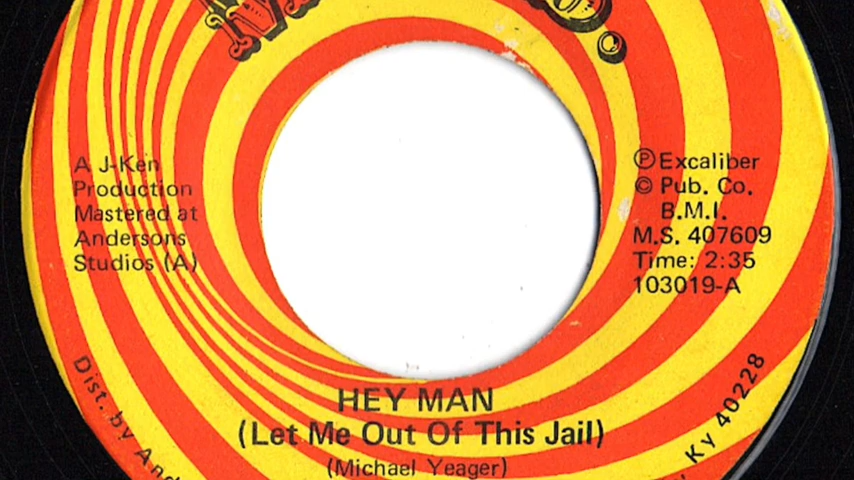 A J-Ken
Production
Mastered at
Andersons
Studios (A)
Ⓟ Excaliber
© Pub. Co.
B.M.I.
M.S. 407609
Time: 2:35
103019-A
HEY MAN
(Let Me Out Of This Jail)
(Michael Yeager)
Dist. by
Ky 40228